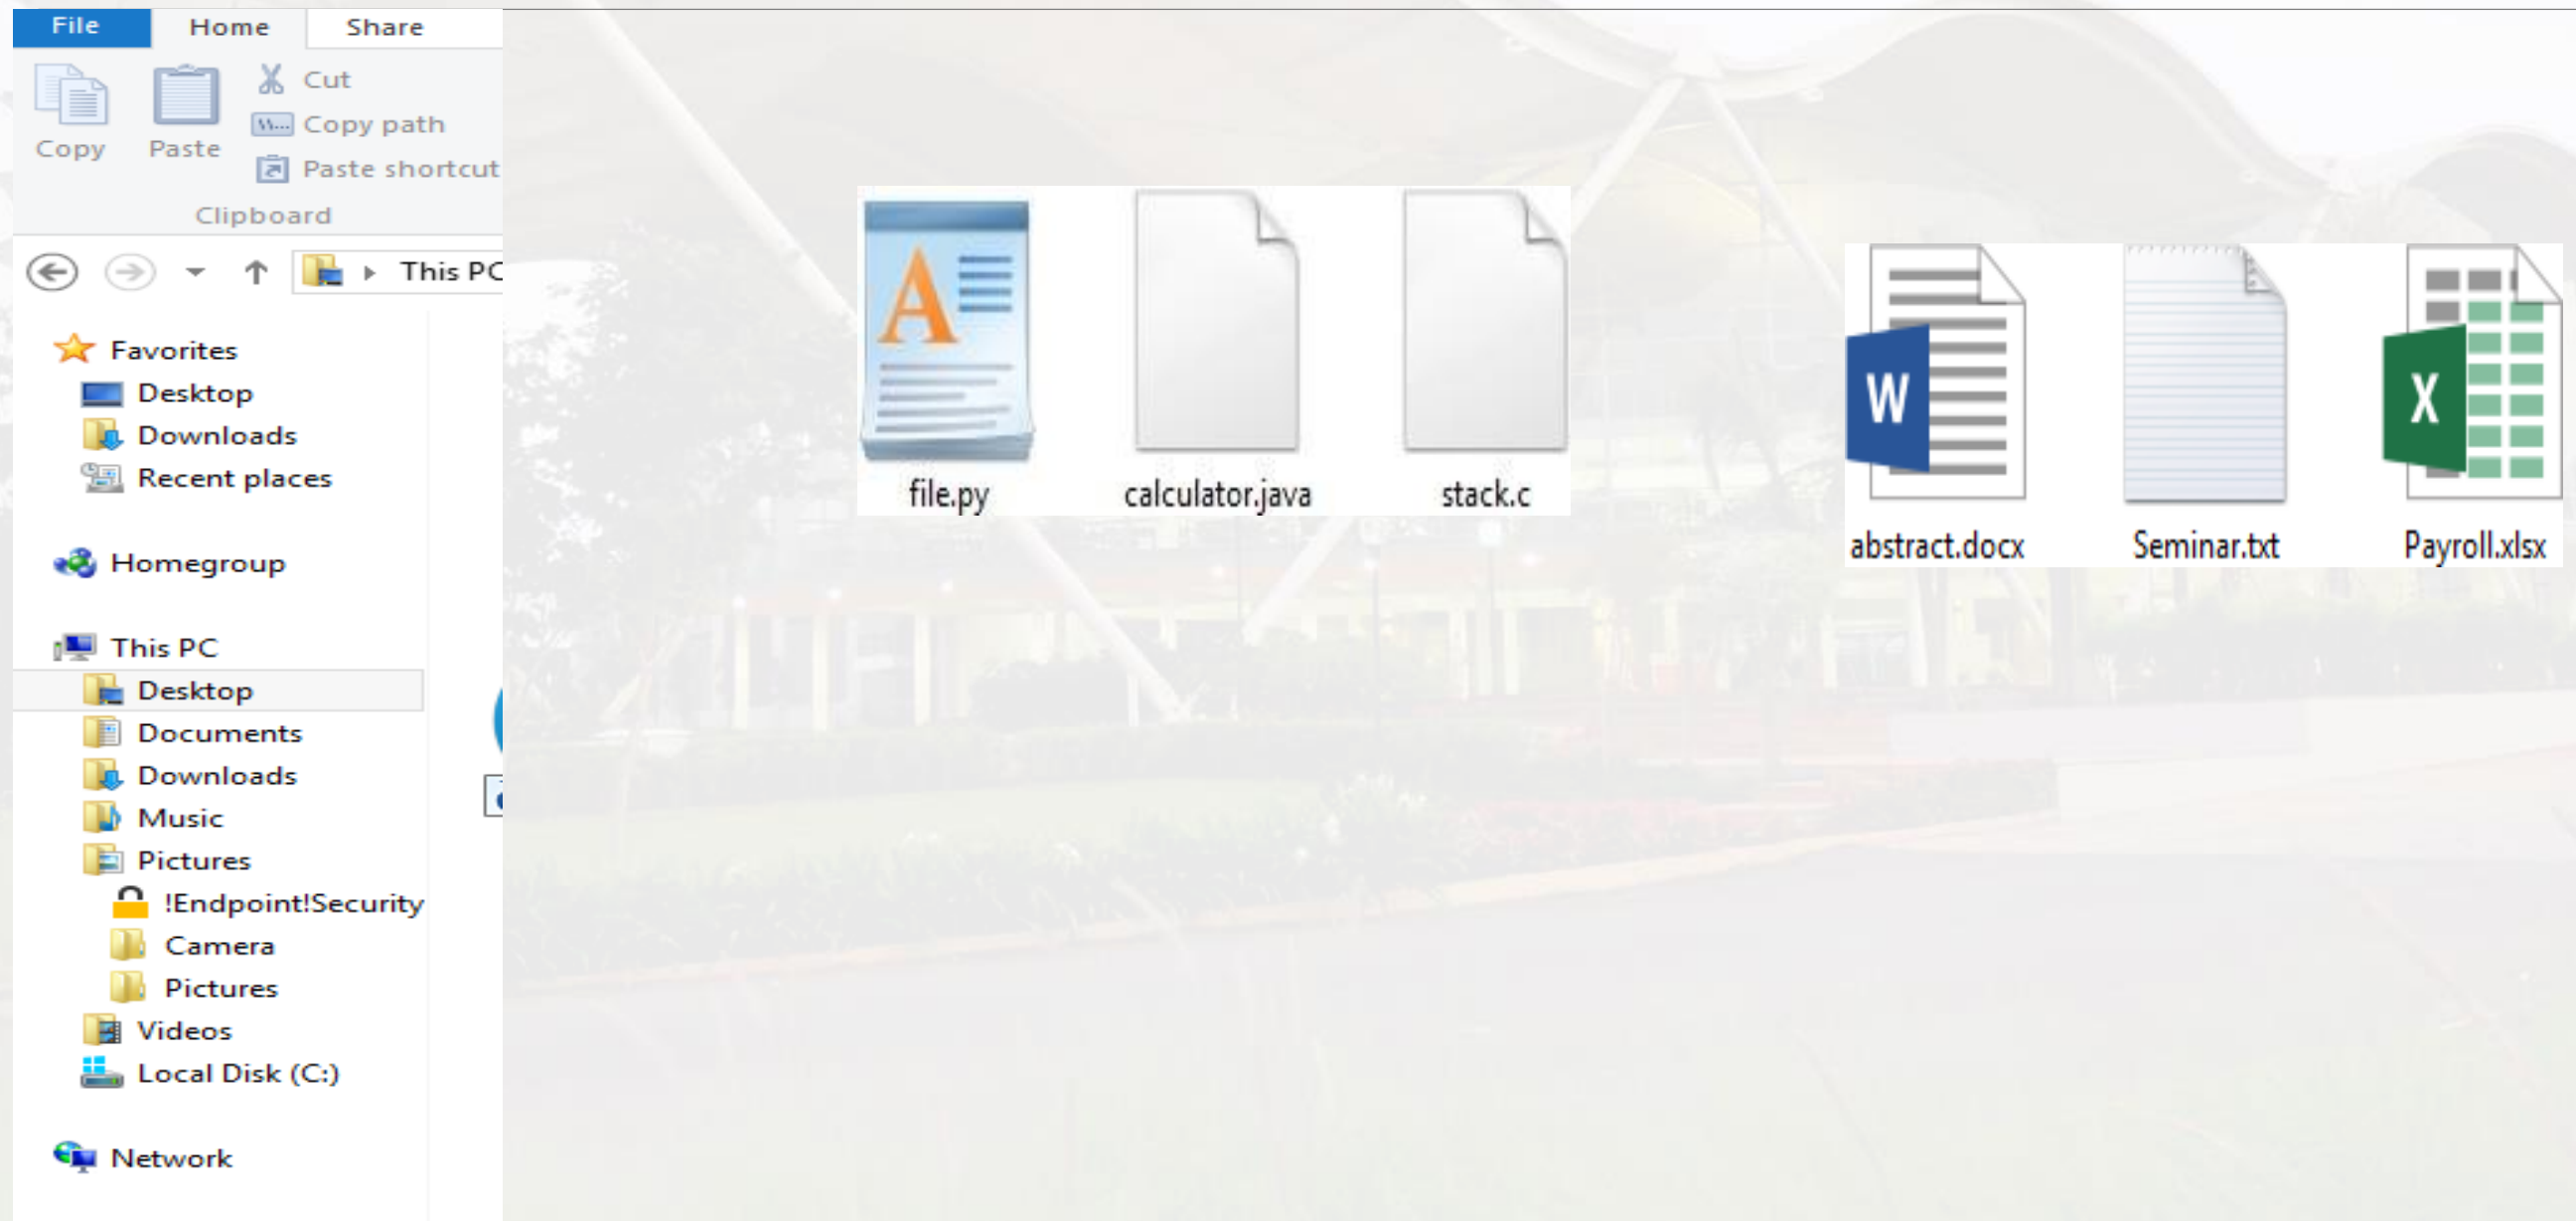 File Home Share
Cut
Copy path
Paste shortcut
Copy Paste
Clipboard
This PC
Favorites
Desktop
Downloads
Recent places
Homegroup
This PC
Desktop
Documents
Downloads
Music
Pictures
!Endpoint!Security
Camera
Pictures
Videos
Local Disk (C:)
Network
file.py calculator.java stack.c
A
W X
abstract.docx Seminar.txt Payroll.xlsx